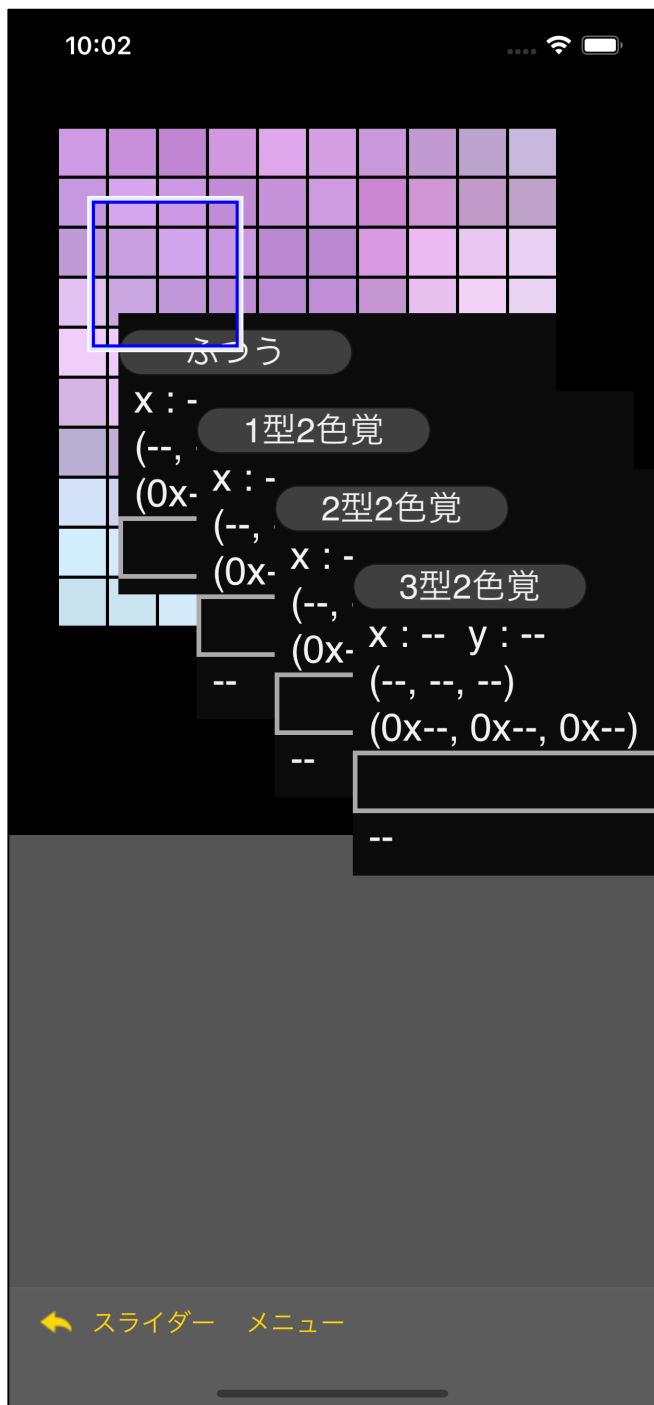 10:02
ふつう
x : -
(--,
(0x-
1型2色覚
x : -
(--,
(0x-
--
2型2色覚
x : -
(--,
(0x-
--
3型2色覚
x : -- y : --
(--, --, --)
(0x--, 0x--, 0x--)
--
スライダー メニュー